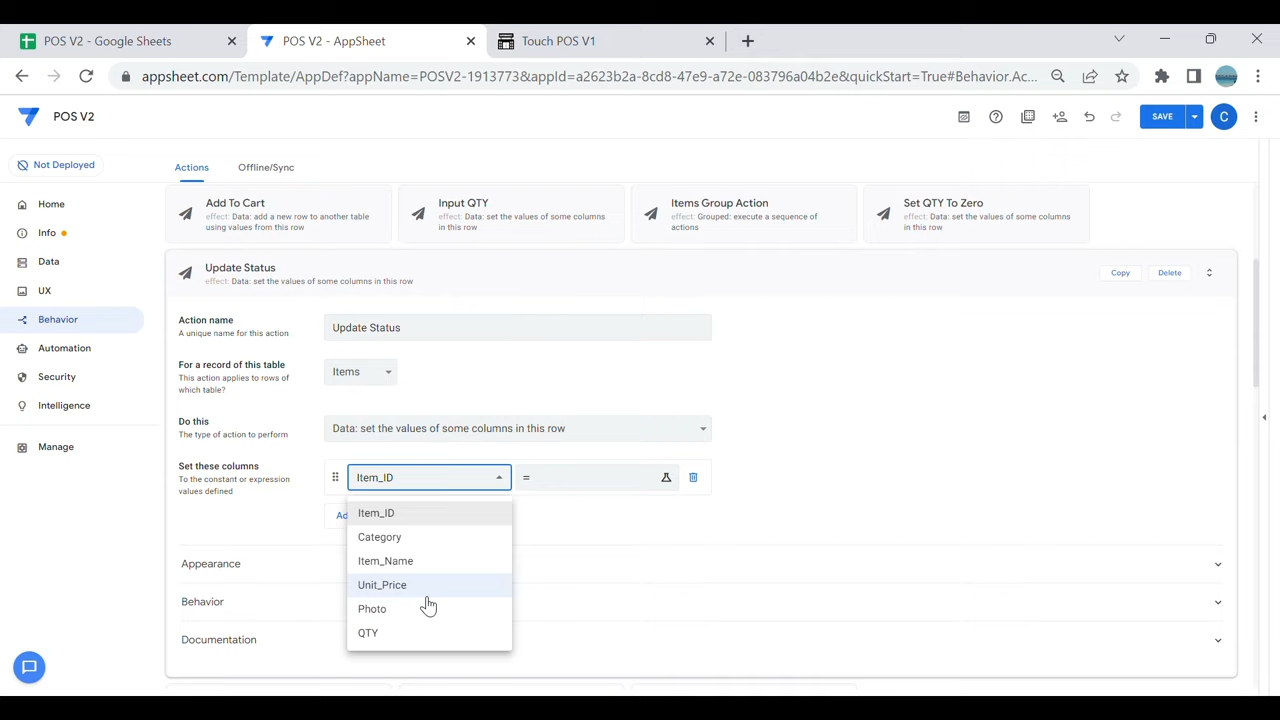 POS V2 - Google Sheets
POS V2 - AppSheet
Touch POS V1
appsheet.com/Template/AppDef?appName=POSV2-1913773&appId=a2623b2a-8cd8-47e9-a72e-083796a04b2e&quickStart=True#Behavior.Ac...
POS V2
SAVE
C
Not Deployed
Actions
Offline/Sync
Home
Info
Data
UX
Behavior
Automation
Security
Intelligence
Manage
Add To Cart
effect: Data: add a new row to another table
using values from this row
Input QTY
effect: Data: set the values of some columns
in this row
Items Group Action
effect: Grouped: execute a sequence of
actions
Set QTY To Zero
effect: Data: set the values of some columns
in this row
Update Status
effect: Data: set the values of some columns in this row
Copy
Delete
Action name
A unique name for this action
Update Status
For a record of this table
This action applies to rows of
which table?
Items
Do this
The type of action to perform
Data: set the values of some columns in this row
Set these columns
To the constant or expression
values defined
Item_ID
=
Ad
Item_ID
Category
Item_Name
Unit_Price
Photo
QTY
Appearance
Behavior
Documentation